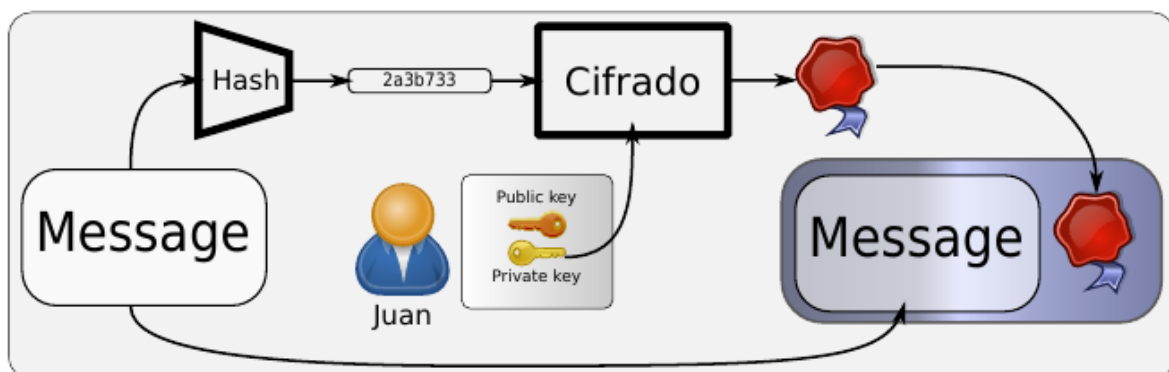 Hash
2a3b733
Cifrado
Message
Public key
Private key
Juan
Message